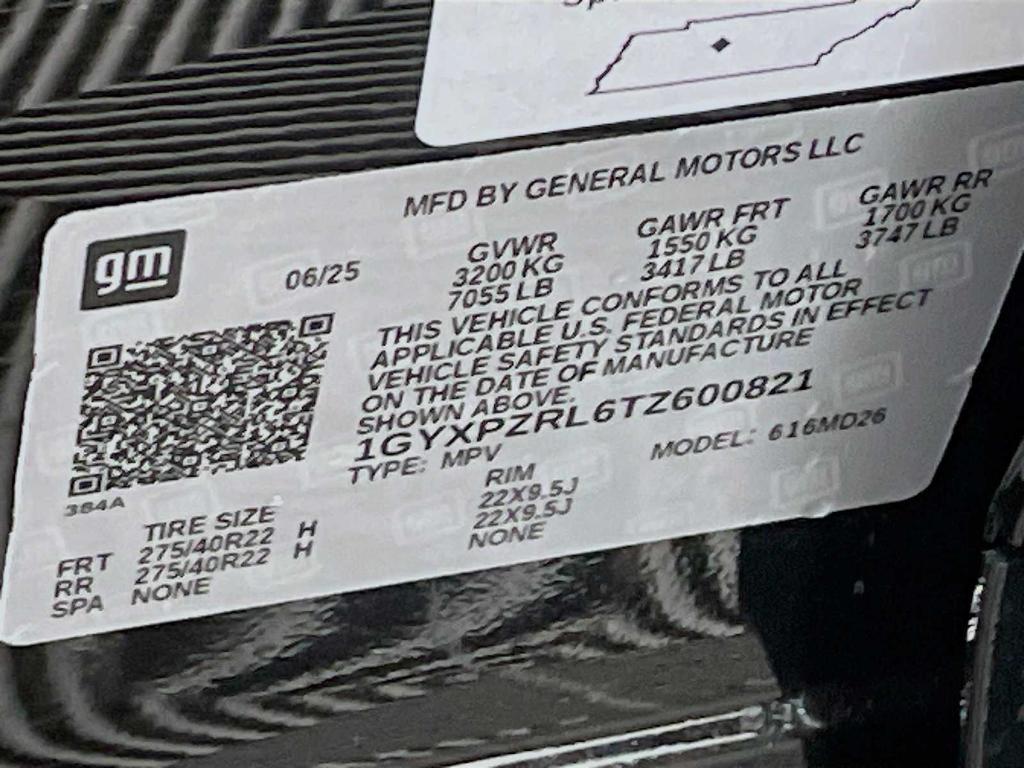 MFD BY GENERAL MOTORS LLC
gm
06/25
GVWR
3200 KG
7055 LB
GAWR FRT
1550 KG
3417 LB
GAWR RR
1700 KG
3747 LB
THIS VEHICLE CONFORMS TO ALL
APPLICABLE U.S. FEDERAL MOTOR
VEHICLE SAFETY STANDARDS IN EFFECT
ON THE DATE OF MANUFACTURE
SHOWN ABOVE.
1GYXPZRL6TZ600821
TYPE: MPV MODEL: 616MD26
384A
TIRE SIZE RIM
FRT 275/40R22 H 22X9.5J
RR 275/40R22 H 22X9.5J
SPA NONE NONE